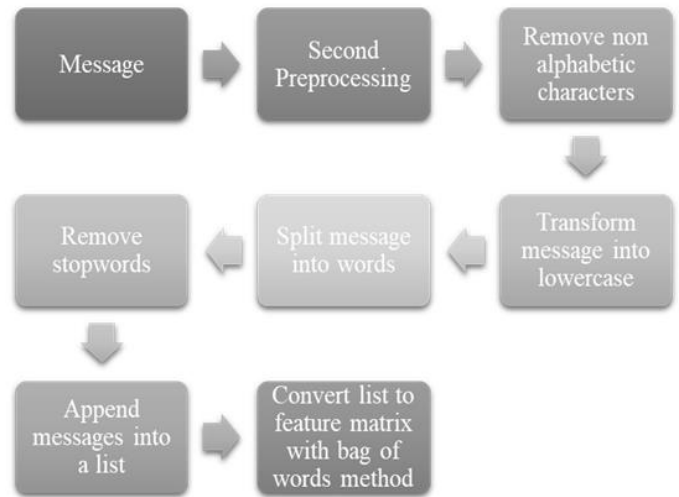 Message
Second
Preprocessing
Remove non
alphabetic
characters
Transform
message into
lowercase
Split message
into words
Remove
stopwords
Append
messages into
a list
Convert list to
feature matrix
with bag of
words method